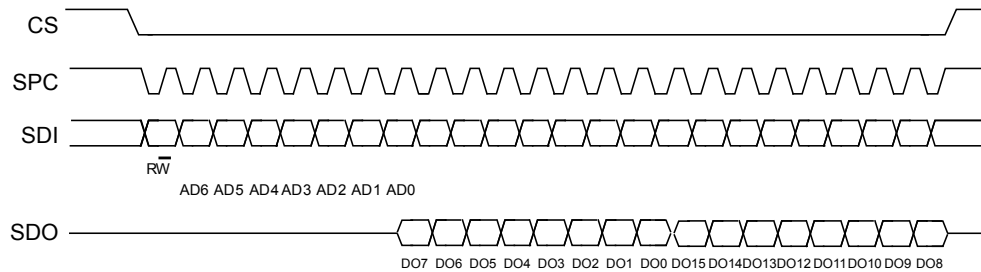 CS
SPC
SDI
RW
AD6 AD5 AD4 AD3 AD2 AD1 AD0
SDO
DO7 DO6 DO5 DO4 DO3 DO2 DO1 DO0 DO15 DO14 DO13 DO12 DO11 DO10 DO9 DO8